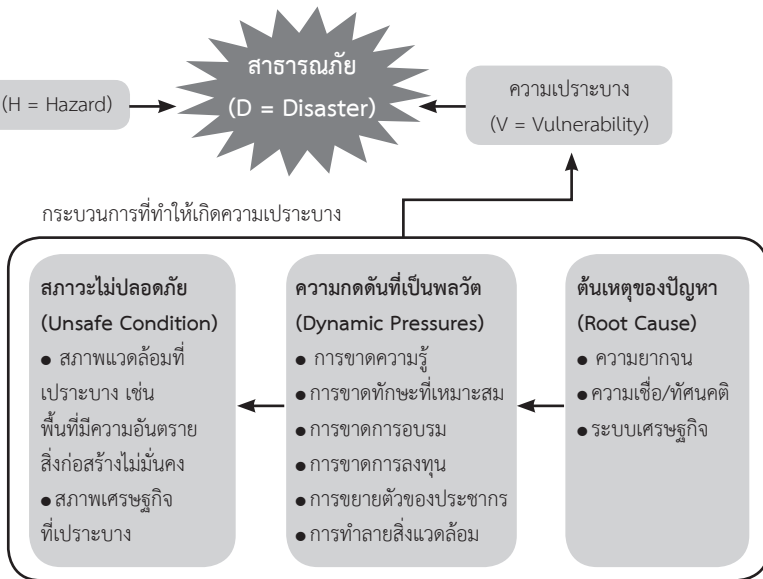 สาธารณภัย
(D = Disaster)
(H = Hazard)
ความเปราะบาง
(V = Vulnerability)
กระบวนการที่ทำให้เกิดความเปราะบาง
สภาวะไม่ปลอดภัย
(Unsafe Condition)
● สภาพแวดล้อมที่
เปราะบาง เช่น
พื้นที่มีความอันตราย
สิ่งก่อสร้างไม่มั่นคง
● สภาพเศรษฐกิจ
ที่เปราะบาง
ความกดดันที่เป็นพลวัต
(Dynamic Pressures)
● การขาดความรู้
● การขาดทักษะที่เหมาะสม
● การขาดการอบรม
● การขาดการลงทุน
● การขยายตัวของประชากร
● การทำลายสิ่งแวดล้อม
ต้นเหตุของปัญหา
(Root Cause)
● ความยากจน
● ความเชื่อ/ทัศนคติ
● ระบบเศรษฐกิจ